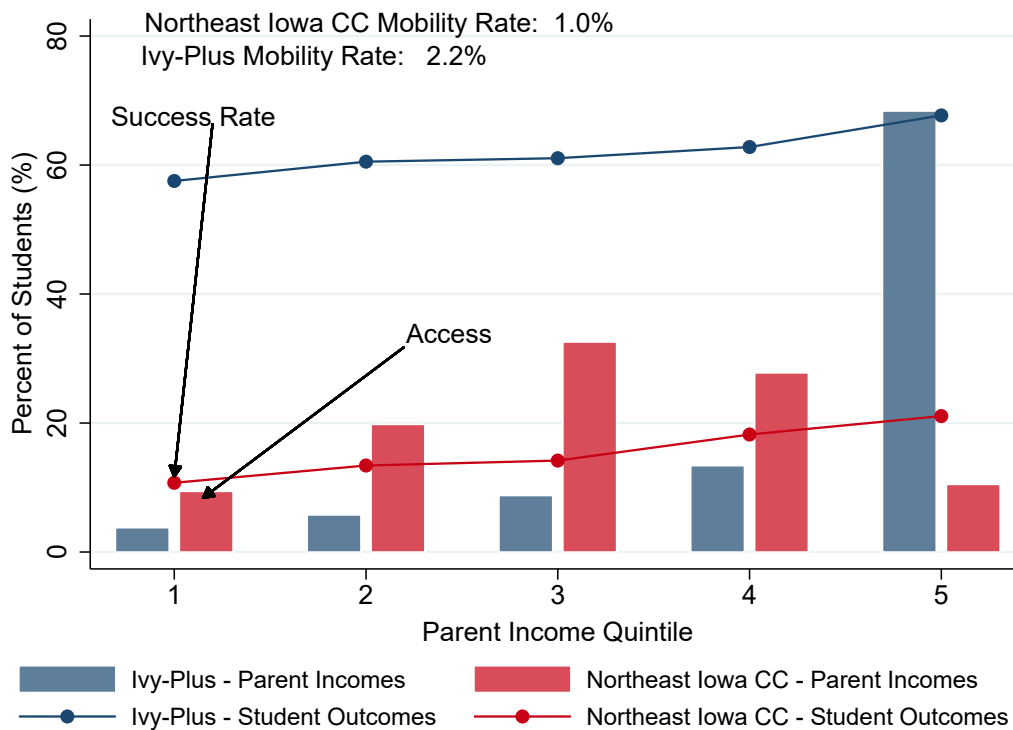 Northeast Iowa CC Mobility Rate:  1.0%
Ivy-Plus Mobility Rate:   2.2%
Success Rate
Access
Percent of Students (%)
80
60
40
20
0
1 2 3 4 5
Parent Income Quintile
Ivy-Plus - Parent Incomes
Northeast Iowa CC - Parent Incomes
Ivy-Plus - Student Outcomes
Northeast Iowa CC - Student Outcomes